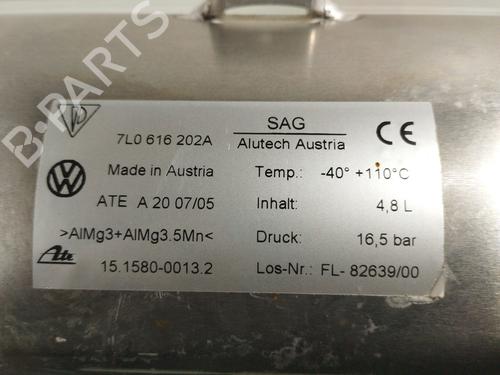 B-PARTS
SAG
7L0 616 202A
Alutech Austria
CE
Made in Austria
Temp.: -40° +110°C
ATE A 20 07/05
Inhalt: 4,8 L
>AlMg3+AlMg3.5Mn<
Druck: 16,5 bar
Ate
15.1580-0013.2
Los-Nr.: FL- 82639/00